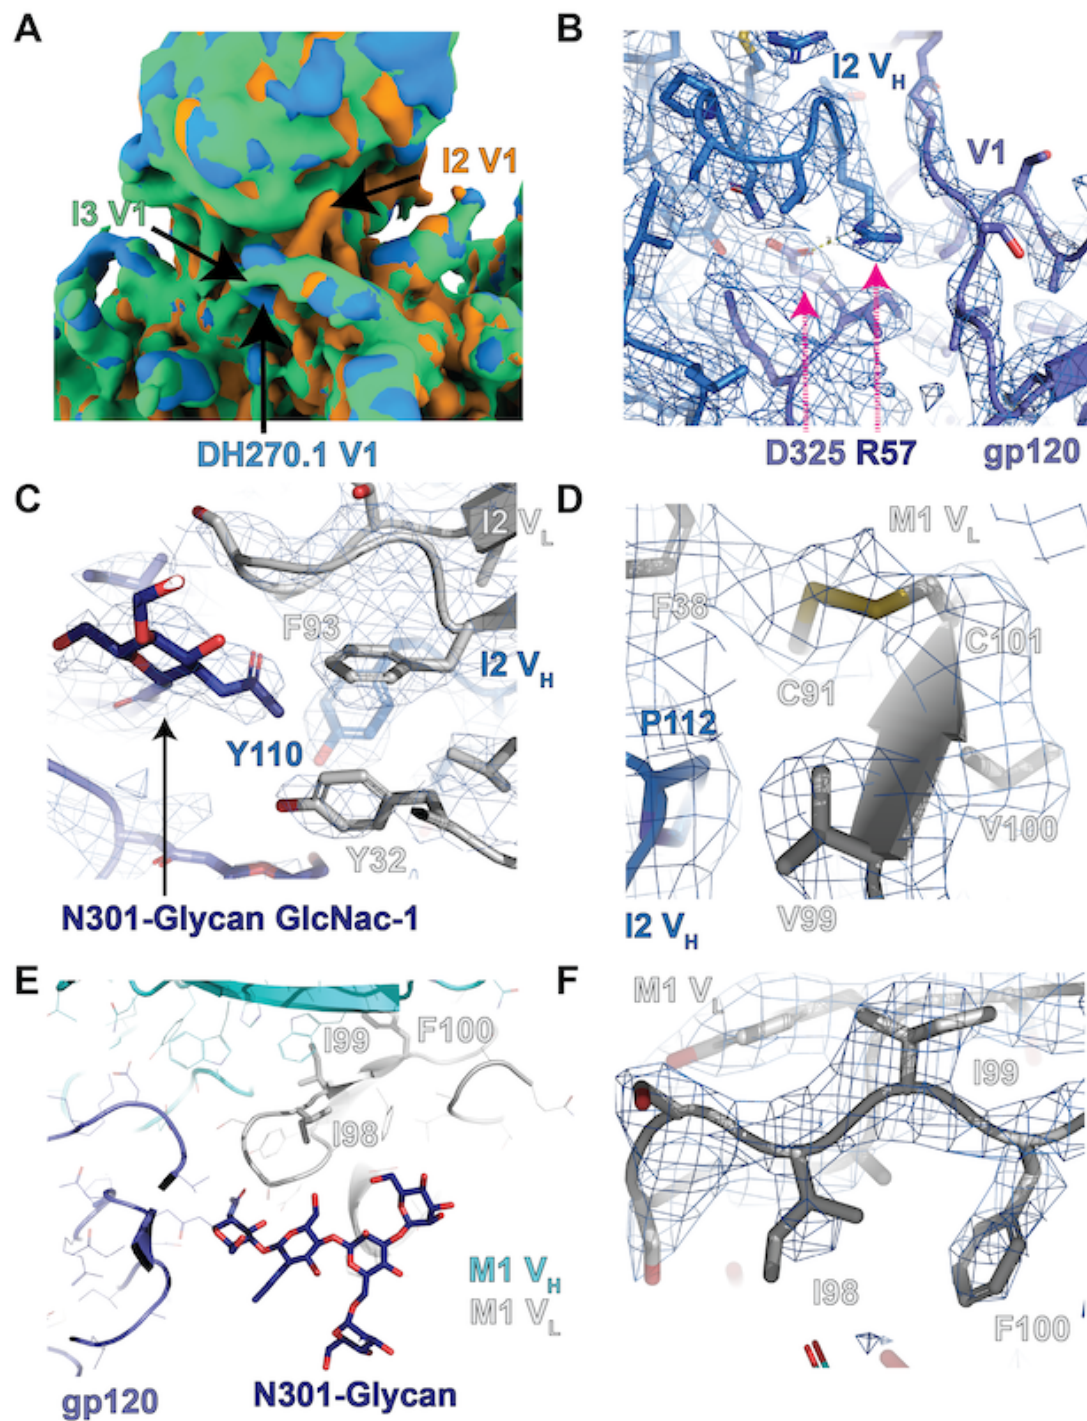 A
I2 V1
I3 V1
DH270.1 V1
B
I2 VH
V1
D325 R57
gp120
C
I2 VL
F93
I2 VH
Y110
Y32
N301-Glycan GlcNac-1
D
M1 VL
F38
C101
C91
P112
V100
V99
I2 VH
E
F100
I99
I98
M1 VH
M1 VL
gp120
N301-Glycan
F
M1 VL
I99
I98
F100